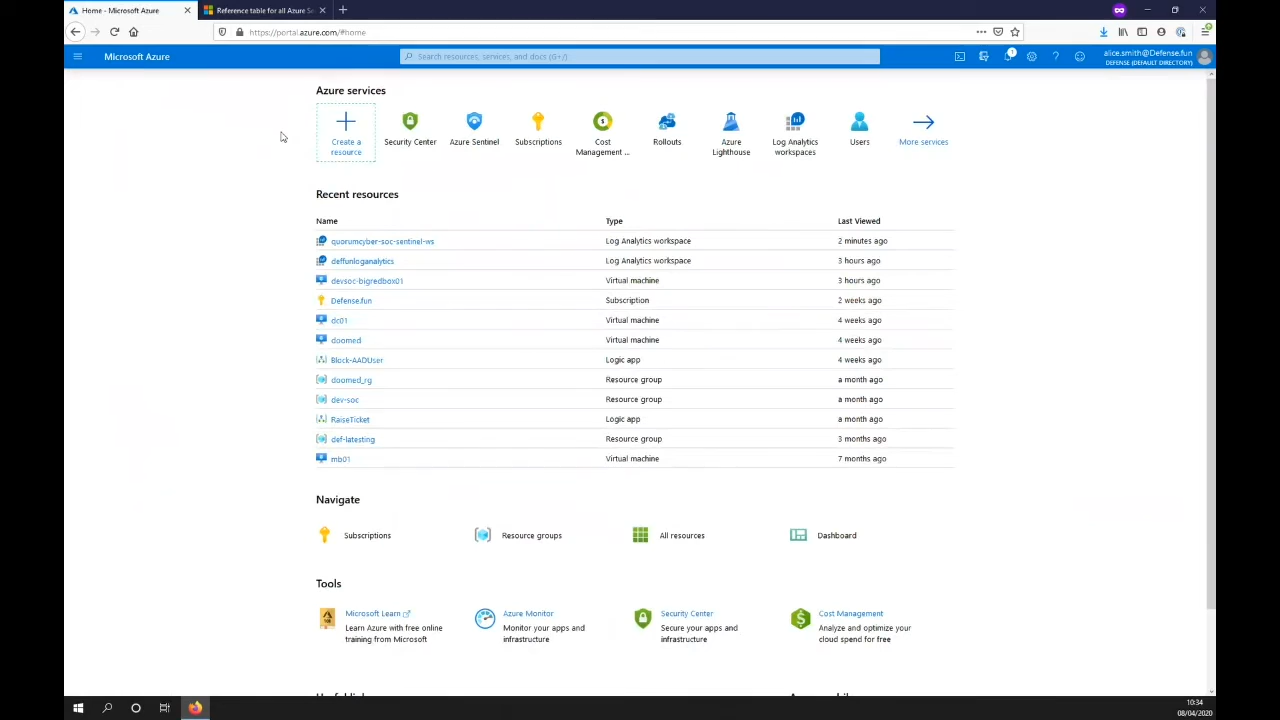 Home - Microsoft Azure
Reference table for all Azure Se
https://portal.azure.com/#home
Microsoft Azure
Search resources, services, and docs (G+/)
1
alice.smith@Defense.fun
DEFENSE (DEFAULT DIRECTORY)
Azure services
Create a resource
Security Center
Azure Sentinel
Subscriptions
Cost Management ...
Rollouts
Azure Lighthouse
Log Analytics workspaces
Users
More services
Recent resources
Name Type Last Viewed
quorumcyber-soc-sentinel-ws Log Analytics workspace 2 minutes ago
deffunloganalytics Log Analytics workspace 3 hours ago
devsoc-bigredbox01 Virtual machine 3 hours ago
Defense.fun Subscription 2 weeks ago
dc01 Virtual machine 4 weeks ago
doomed Virtual machine 4 weeks ago
Block-AADUser Logic app 4 weeks ago
doomed_rg Resource group a month ago
dev-soc Resource group a month ago
RaiseTicket Logic app a month ago
def-latesting Resource group 3 months ago
mb01 Virtual machine 7 months ago
Navigate
Subscriptions Resource groups All resources Dashboard
Tools
Microsoft Learn
Learn Azure with free online
training from Microsoft
Azure Monitor
Monitor your apps and
infrastructure
Security Center
Secure your apps and
infrastructure
Cost Management
Analyze and optimize your
cloud spend for free
10:34
08/04/2020